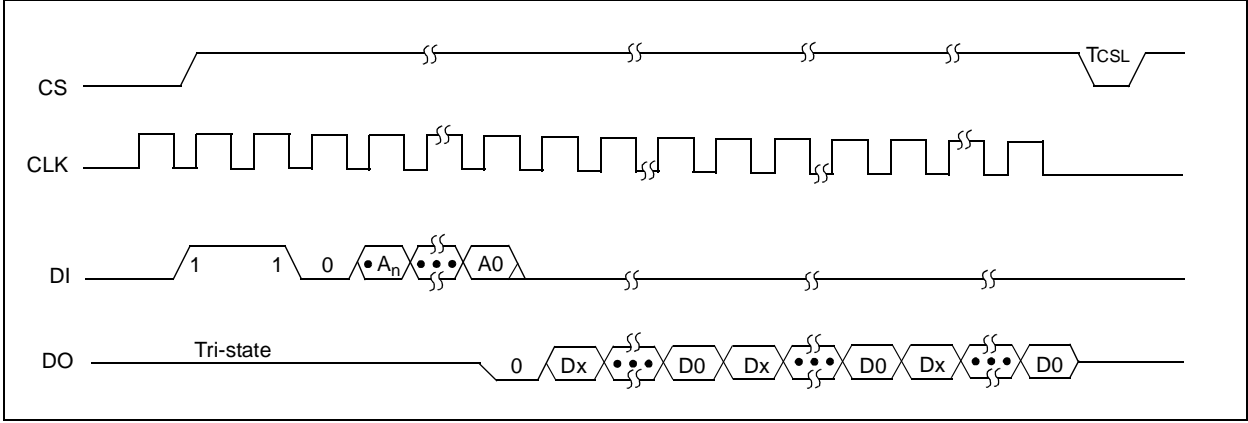 CS TCSL
CLK
DI 1 1 0 An ••• A0
DO Tri-state 0 Dx ••• D0 Dx ••• D0 Dx ••• D0